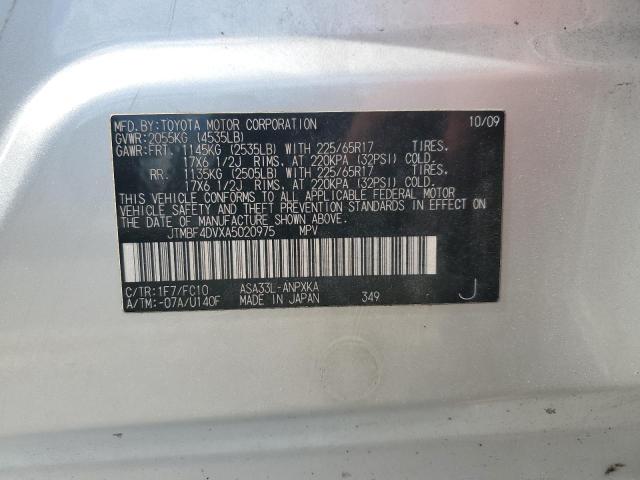 MFD. BY: TOYOTA MOTOR CORPORATION 10/09
GVWR: 2055KG (4535LB)
GAWR: FRT. 1145KG (2535LB) WITH 225/65R17 TIRES.
17X6 1/2J RIMS. AT 220KPA (32PSI) COLD.
RR. 1135KG (2505LB) WITH 225/65R17 TIRES.
17X6 1/2J RIMS. AT 220KPA (32PSI) COLD.
THIS VEHICLE CONFORMS TO ALL APPLICABLE FEDERAL MOTOR
VEHICLE SAFETY AND THEFT PREVENTION STANDARDS IN EFFECT ON
THE DATE OF MANUFACTURE SHOWN ABOVE.
JTMBF4DVXA5020975 MPV
C/TR: 1F7/FC10 ASA33L-ANPXKA
A/TM: -07A/U140F MADE IN JAPAN 349 J